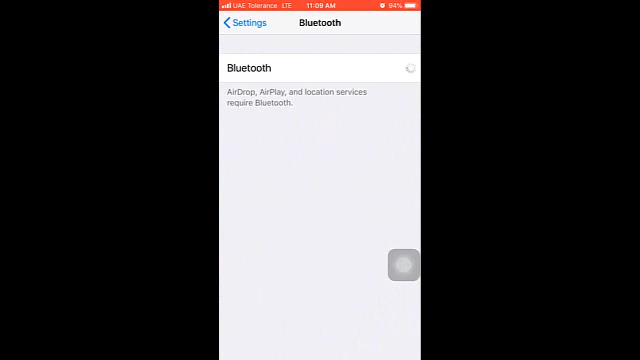 UAE Tolerance LTE 11:09 AM 94%
Settings Bluetooth
Bluetooth
AirDrop, AirPlay, and location services
require Bluetooth.